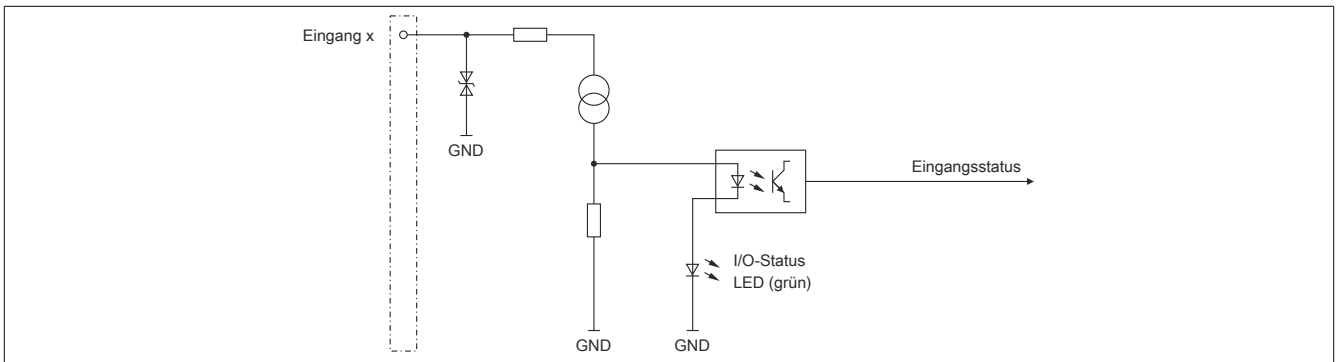 Eingang x
GND
Eingangsstatus
I/O-Status
LED (grün)
GND
GND